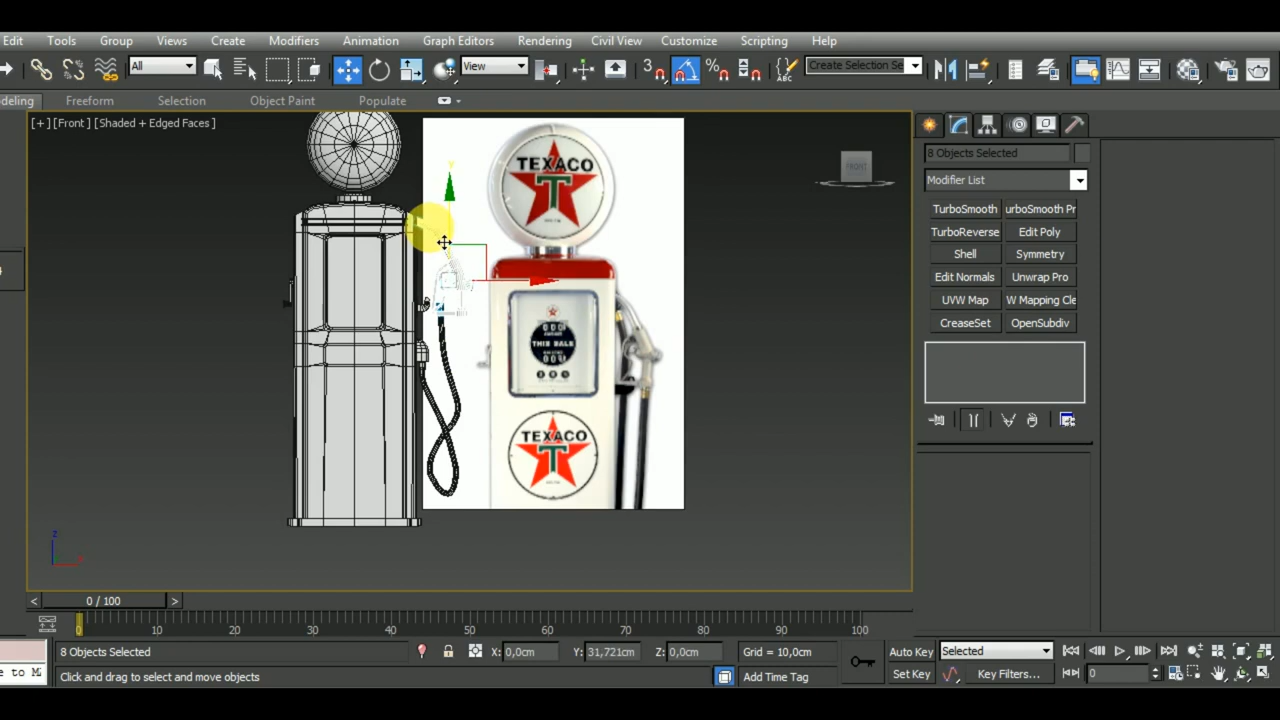 Edit Tools Group Views Create Modifiers Animation Graph Editors Rendering Civil View Customize Scripting Help
All View 3 % ABC Create Selection Se
deling Freeform Selection Object Paint Populate
[+] [Front] [Shaded + Edged Faces]
FRONT
8 Objects Selected
Modifier List
TurboSmooth urboSmooth Pr
TurboReverse Edit Poly
Shell Symmetry
Edit Normals Unwrap Pro
UVW Map W Mapping Cle
CreaseSet OpenSubdiv
TEXACO
T
THIS SALE
TEXACO
T
y
z
< 0 / 100 >
0 10 20 30 40 50 60 70 80 90 100
8 Objects Selected X: 0,0cm Y: 31,721cm Z: 0,0cm Grid = 10,0cm Auto Key Selected
e to Mi Click and drag to select and move objects Add Time Tag Set Key Key Filters... 0